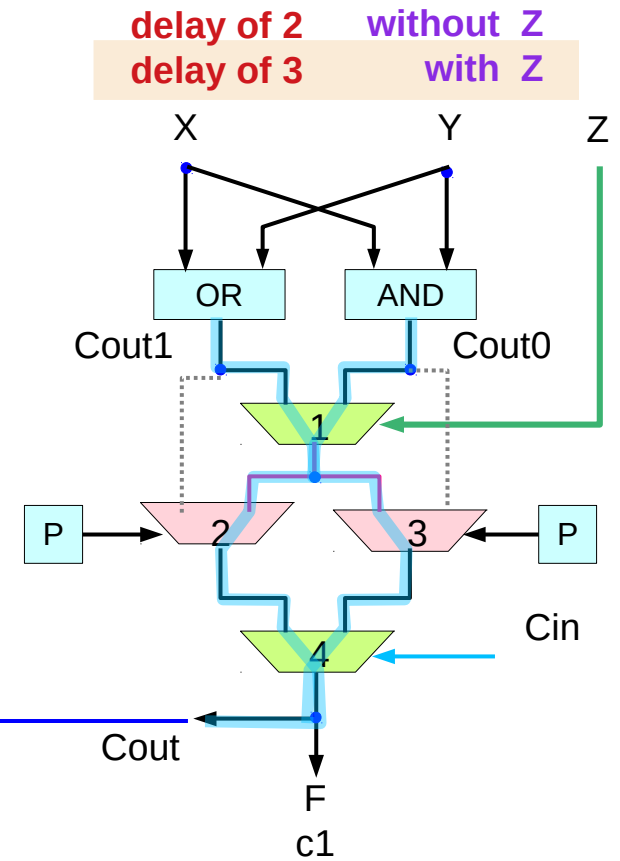 delay of 2 without Z
delay of 3 with Z
X Y Z
OR AND
Cout1 Cout0
1
P 2 3 P
Cin
4
Cout
F
c1